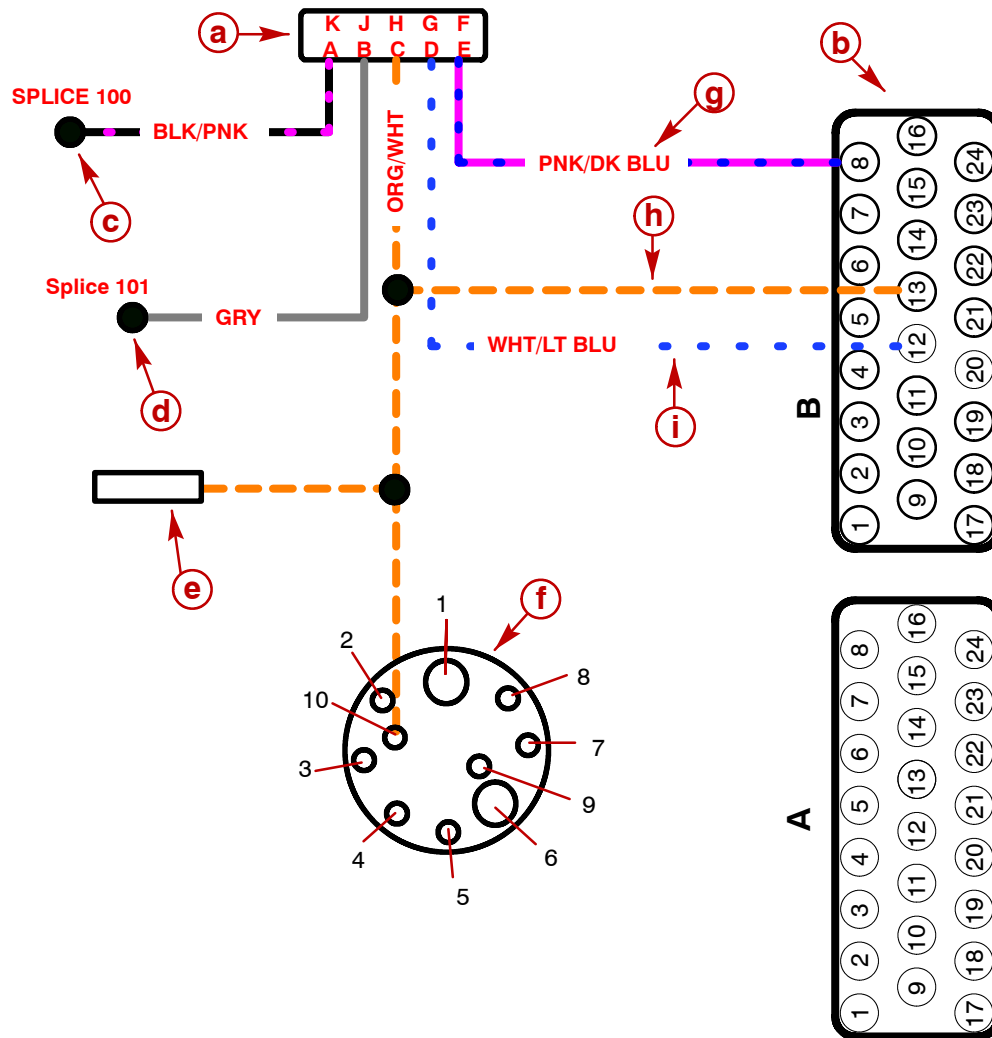 K J H G F
A B C D E
a
b
SPLICE 100
BLK/PNK
c
ORG/WHT
g
PNK/DK BLU
h
Splice 101
GRY
d
WHT/LT BLU
i
e
B
8 7 6 5 4 3 2 1
16 15 14 13 12 11 10 9
24 23 22 21 20 19 18 17
f
1
2
10
3
4
5
6
9
7
8
A
8 7 6 5 4 3 2 1
16 15 14 13 12 11 10 9
24 23 22 21 20 19 18 17